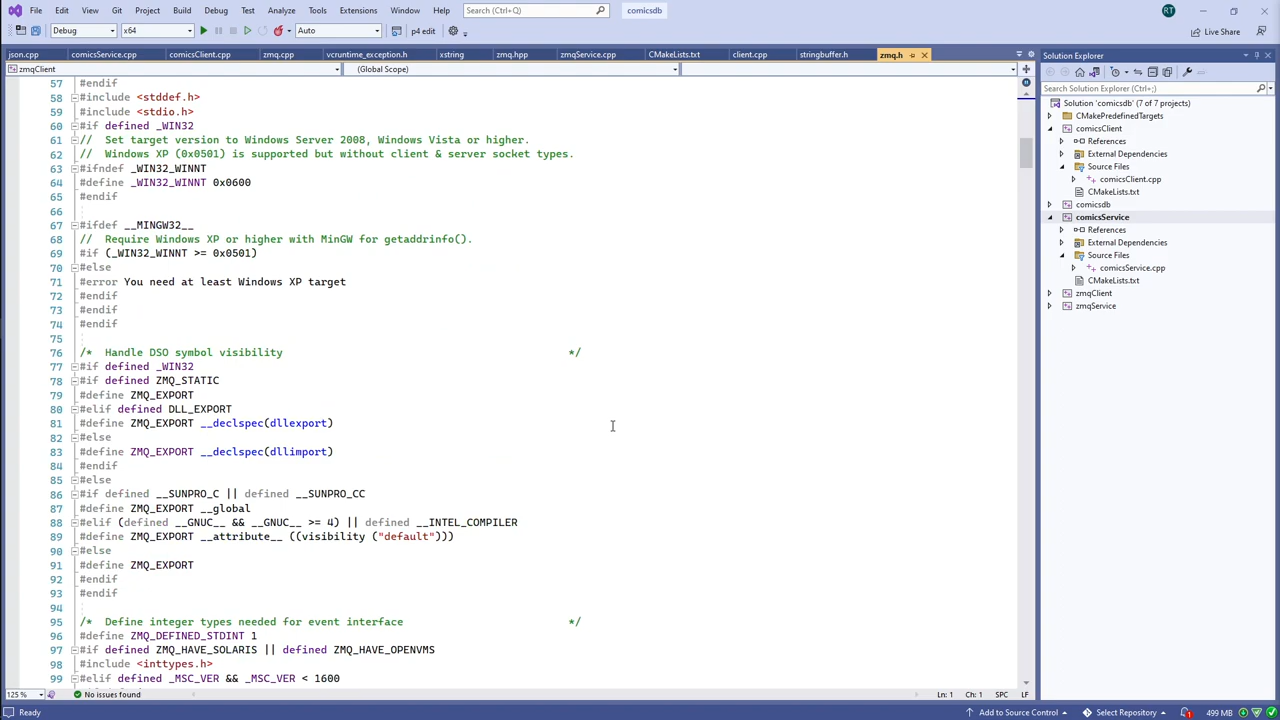 File Edit View Git Project Build Debug Test Analyze Tools Extensions Window Help Search (Ctrl+Q) comicsdb RT
Debug x64 Auto p4 edit Live Share
json.cpp comicsService.cpp comicsClient.cpp zmq.cpp vcruntime_exception.h xstring zmq.hpp zmqService.cpp CMakeLists.txt client.cpp stringbuffer.h zmq.h
zmqClient (Global Scope)
57 #endif
58 #include <stddef.h>
59 #include <stdio.h>
60 #if defined _WIN32
61 // Set target version to Windows Server 2008, Windows Vista or higher.
62 // Windows XP (0x0501) is supported but without client & server socket types.
63 #ifndef _WIN32_WINNT
64 #define _WIN32_WINNT 0x0600
65 #endif
66
67 #ifdef __MINGW32__
68 // Require Windows XP or higher with MinGW for getaddrinfo().
69 #if (_WIN32_WINNT >= 0x0501)
70 #else
71 #error You need at least Windows XP target
72 #endif
73 #endif
74 #endif
75
76 /* Handle DSO symbol visibility */
77 #if defined _WIN32
78 #if defined ZMQ_STATIC
79 #define ZMQ_EXPORT
80 #elif defined DLL_EXPORT
81 #define ZMQ_EXPORT __declspec(dllexport)
82 #else
83 #define ZMQ_EXPORT __declspec(dllimport)
84 #endif
85 #else
86 #if defined __SUNPRO_C || defined __SUNPRO_CC
87 #define ZMQ_EXPORT __global
88 #elif (defined __GNUC__ && __GNUC__ >= 4) || defined __INTEL_COMPILER
89 #define ZMQ_EXPORT __attribute__ ((visibility ("default")))
90 #else
91 #define ZMQ_EXPORT
92 #endif
93 #endif
94
95 /* Define integer types needed for event interface */
96 #define ZMQ_DEFINED_STDINT 1
97 #if defined ZMQ_HAVE_SOLARIS || defined ZMQ_HAVE_OPENVMS
98 #include <inttypes.h>
99 #elif defined _MSC_VER && _MSC_VER < 1600
125 % No issues found Ln: 1 Ch: 1 SPC LF
Solution Explorer
Search Solution Explorer (Ctrl+;)
Solution 'comicsdb' (7 of 7 projects)
CMakePredefinedTargets
comicsClient
References
External Dependencies
Source Files
comicsClient.cpp
CMakeLists.txt
comicsdb
comicsService
References
External Dependencies
Source Files
comicsService.cpp
CMakeLists.txt
zmqClient
zmqService
Ready Add to Source Control Select Repository 1 499 MB